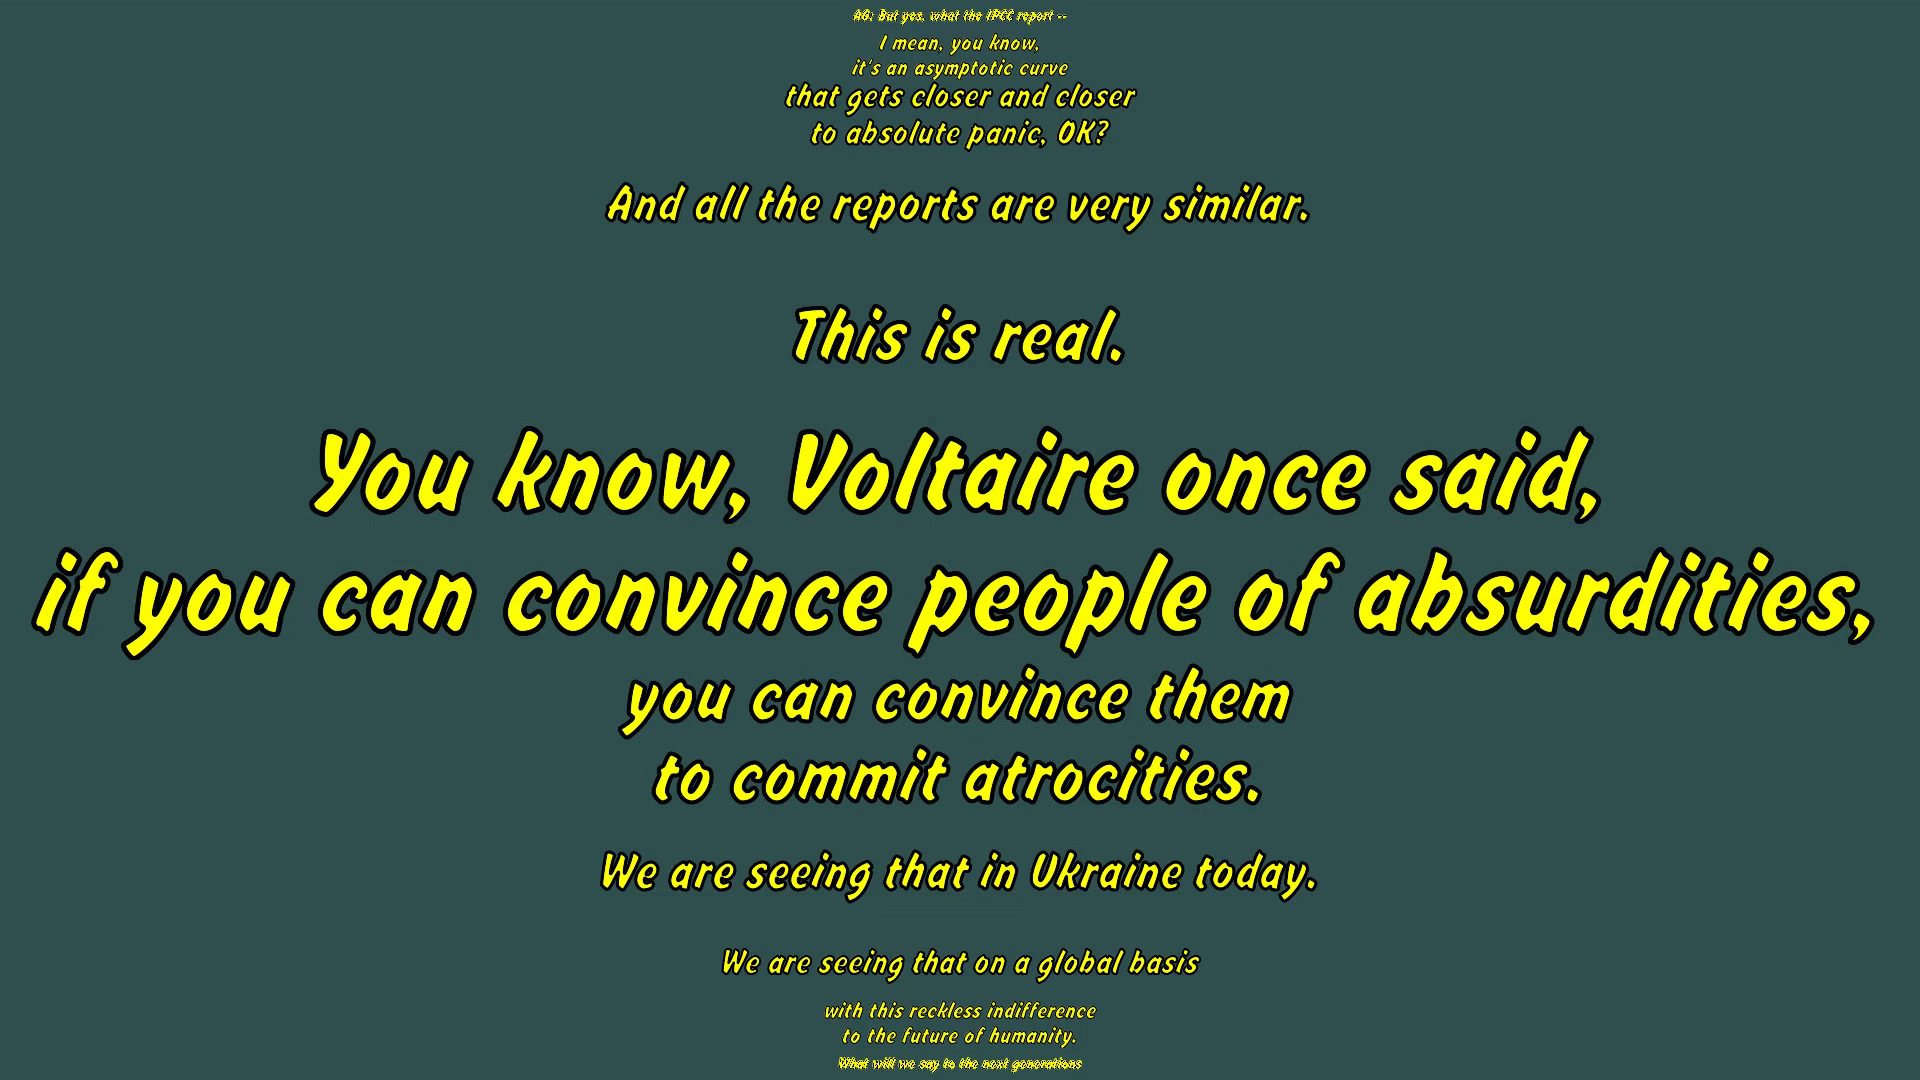 AG: But yes, what the IPCC report --
I mean, you know,
it's an asymptotic curve
that gets closer and closer
to absolute panic, OK?
And all the reports are very similar.
This is real.
You know, Voltaire once said,
if you can convince people of absurdities,
you can convince them
to commit atrocities.
We are seeing that in Ukraine today.
We are seeing that on a global basis
with this reckless indifference
to the future of humanity.
What will we say to the next generations